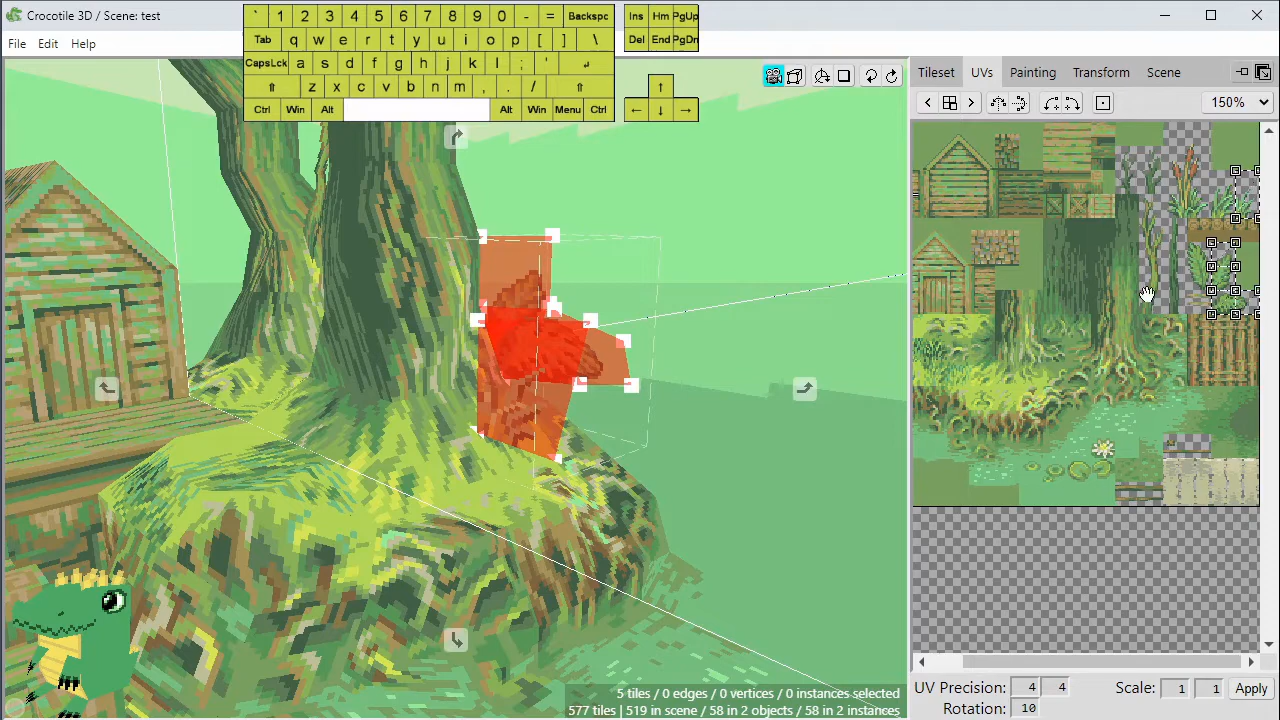 Crocotile 3D / Scene: test
File Edit Help
` 1 2 3 4 5 6 7 8 9 0 - = Backspc
Tab q w e r t y u i o p [ ] \
CapsLck a s d f g h j k l ; ' ↵
⇧ z x c v b n m , . / ⇧
Ctrl Win Alt Alt Win Menu Ctrl
Ins Hm PgUp
Del End PgDn
↑
← ↓ →
Tileset UVs Painting Transform Scene
150%
UV Precision: 4 4 Scale: 1 1 Apply
Rotation: 10
5 tiles / 0 edges / 0 vertices / 0 instances selected
577 tiles | 519 in scene / 58 in 2 objects / 58 in 2 instances